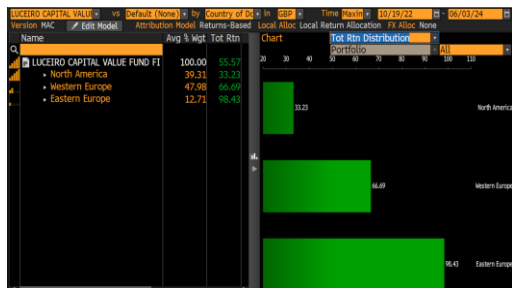 LUCEIRO CAPITAL VALUI vs Default (None) by Country of Do in GBP Time Maxin 10/19/22 - 06/03/24
Version MAC Edit Model Attribution Model Returns-Based Local Alloc Local Return Allocation FX Alloc None
Name Avg % Wgt Tot Rtn
LUCEIRO CAPITAL VALUE FUND FI 100.00 55.57
North America 39.31 33.23
Western Europe 47.98 66.69
Eastern Europe 12.71 98.43
Chart Tot Rtn Distribution
Portfolio All
20 30 40 50 60 70 80 90 100 110
33.23 North America
66.69 Western Europe
98.43 Eastern Europe